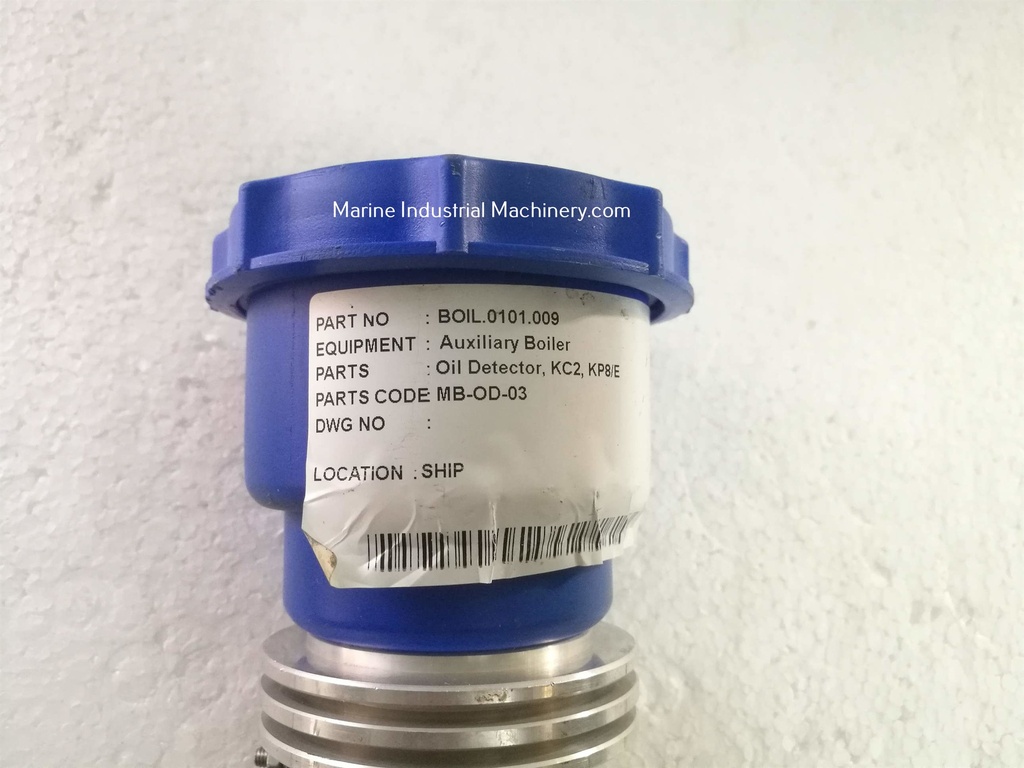 Marine Industrial Machinery.com
PART NO : BOIL.0101.009
EQUIPMENT : Auxiliary Boiler
PARTS : Oil Detector, KC2, KP8/E
PARTS CODE: MB-OD-03
DWG NO :
LOCATION : SHIP